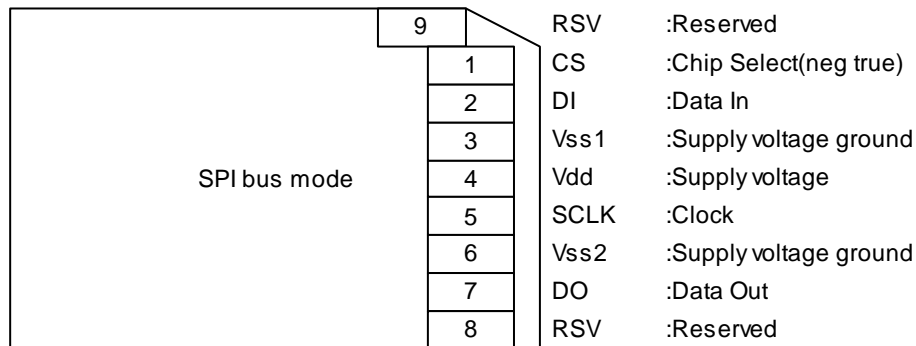 9 RSV :Reserved
1 CS :Chip Select(neg true)
2 DI :Data In
3 Vss1 :Supply voltage ground
SPI bus mode 4 Vdd :Supply voltage
5 SCLK :Clock
6 Vss2 :Supply voltage ground
7 DO :Data Out
8 RSV :Reserved